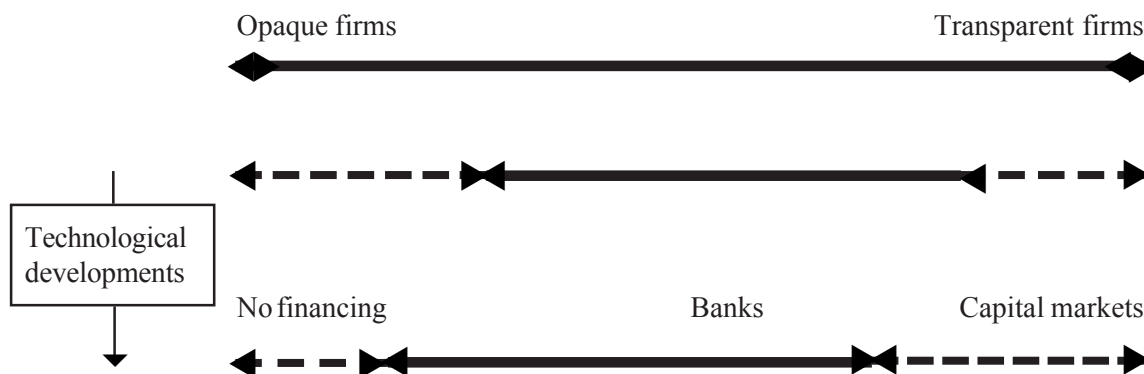 Opaque firms
Transparent firms
Technological
developments
No financing
Banks
Capital markets